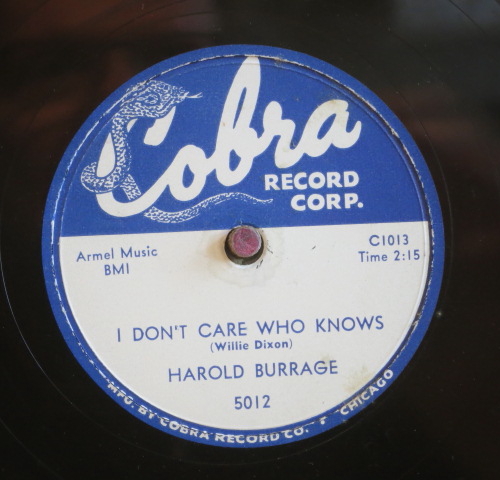 Cobra
RECORD
CORP.
Armel Music
BMI
C1013
Time 2:15
I DON'T CARE WHO KNOWS
(Willie Dixon)
HAROLD BURRAGE
5012
MFG. BY COBRA RECORD CO. CHICAGO